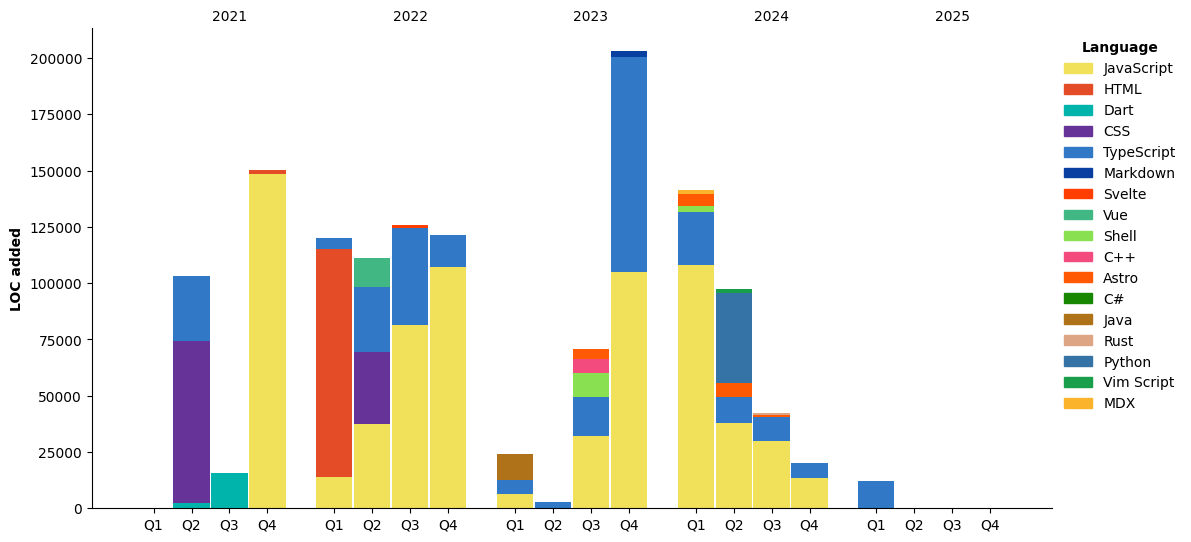 2021 2022 2023 2024 2025
LOC added
200000
175000
150000
125000
100000
75000
50000
25000
0
Q1 Q2 Q3 Q4 Q1 Q2 Q3 Q4 Q1 Q2 Q3 Q4 Q1 Q2 Q3 Q4 Q1 Q2 Q3 Q4
Language
JavaScript
HTML
Dart
CSS
TypeScript
Markdown
Svelte
Vue
Shell
C++
Astro
C#
Java
Rust
Python
Vim Script
MDX